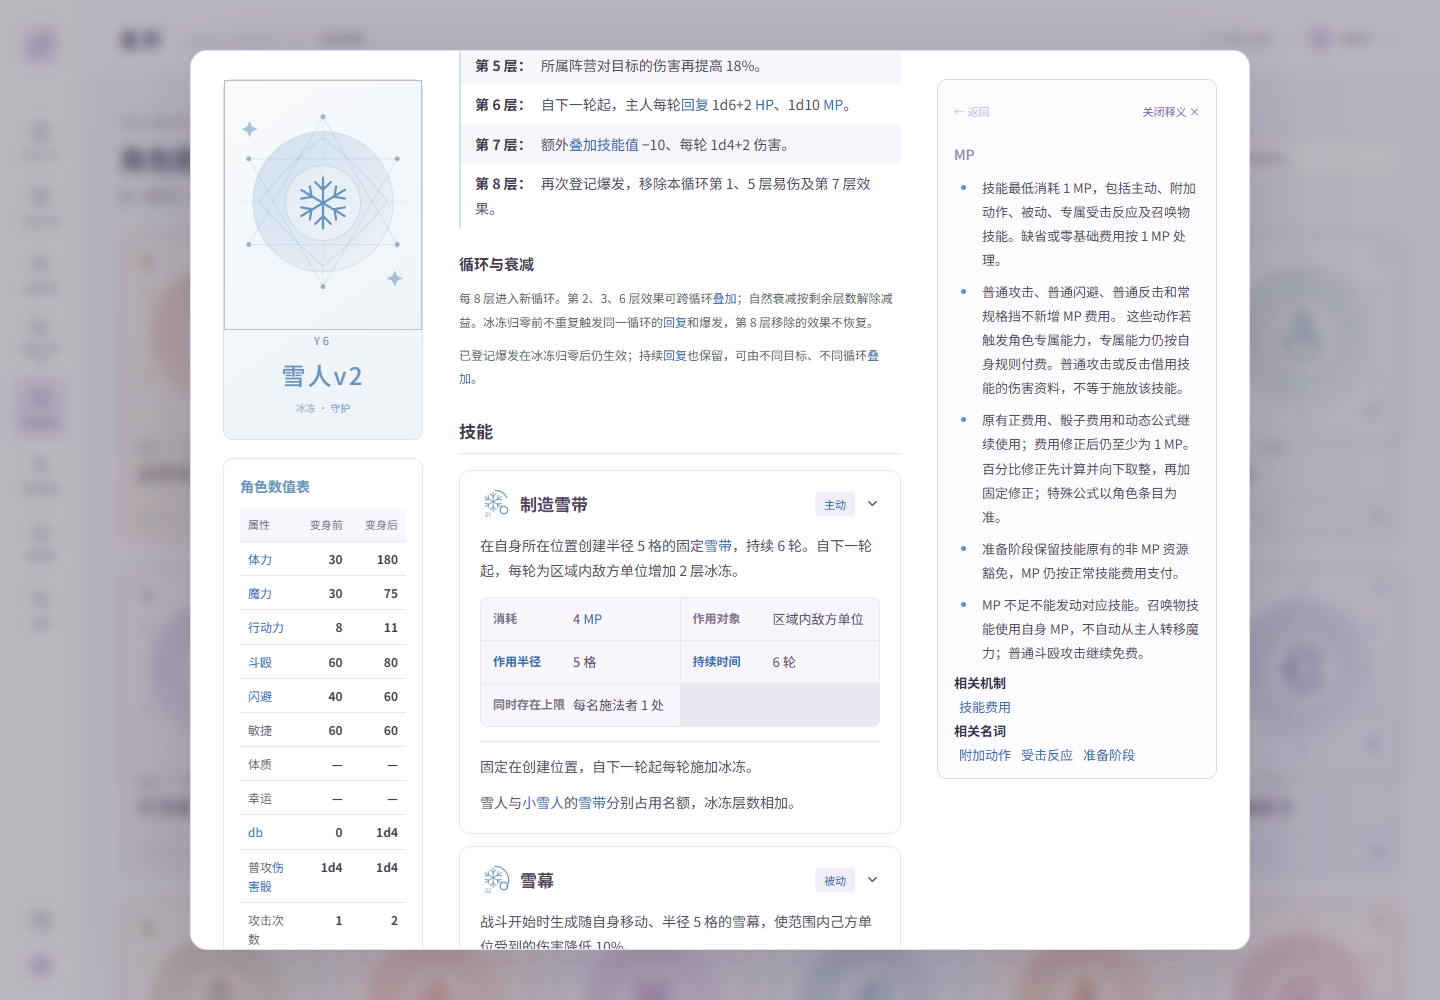 Y 6
雪人v2
冰冻 · 守护
角色数值表
属性 变身前 变身后
体力 30 180
魔力 30 75
行动力 8 11
斗殴 60 80
闪避 40 60
敏捷 60 60
体质 — —
幸运 — —
db 0 1d4
普攻伤害骰 1d4 1d4
攻击次数 1 2
第 5 层： 所属阵营对目标的伤害再提高 18%。
第 6 层： 自下一轮起，主人每轮回复 1d6+2 HP、1d10 MP。
第 7 层： 额外叠加技能值 −10、每轮 1d4+2 伤害。
第 8 层： 再次登记爆发，移除本循环第 1、5 层易伤及第 7 层效
果。
循环与衰减
每 8 层进入新循环。第 2、3、6 层效果可跨循环叠加；自然衰减按剩余层数解除减
益。冰冻归零前不重复触发同一循环的回复和爆发，第 8 层移除的效果不恢复。
已登记爆发在冰冻归零后仍生效；持续回复也保留，可由不同目标、不同循环叠
加。
技能
制造雪带 主动
在自身所在位置创建半径 5 格的固定雪带，持续 6 轮。自下一轮
起，每轮为区域内敌方单位增加 2 层冰冻。
消耗 4 MP 作用对象 区域内敌方单位
作用半径 5 格 持续时间 6 轮
同时存在上限 每名施法者 1 处
固定在创建位置，自下一轮起每轮施加冰冻。
雪人与小雪人的雪带分别占用名额，冰冻层数相加。
雪幕 被动
战斗开始时生成随自身移动、半径 5 格的雪幕，使范围内己方单
位受到的伤害降低 10%。
← 返回 关闭释义 ×
MP
技能最低消耗 1 MP，包括主动、附加
动作、被动、专属受击反应及召唤物
技能。缺省或零基础费用按 1 MP 处
理。
普通攻击、普通闪避、普通反击和常
规格挡不新增 MP 费用。 这些动作若
触发角色专属能力，专属能力仍按自
身规则付费。普通攻击或反击借用技
能的伤害资料，不等于施放该技能。
原有正费用、骰子费用和动态公式继
续使用；费用修正后仍至少为 1 MP。
百分比修正先计算并向下取整，再加
固定修正；特殊公式以角色条目为
准。
准备阶段保留技能原有的非 MP 资源
豁免，MP 仍按正常技能费用支付。
MP 不足不能发动对应技能。召唤物技
能使用自身 MP，不自动从主人转移魔
力；普通斗殴攻击继续免费。
相关机制
技能费用
相关名词
附加动作 受击反应 准备阶段